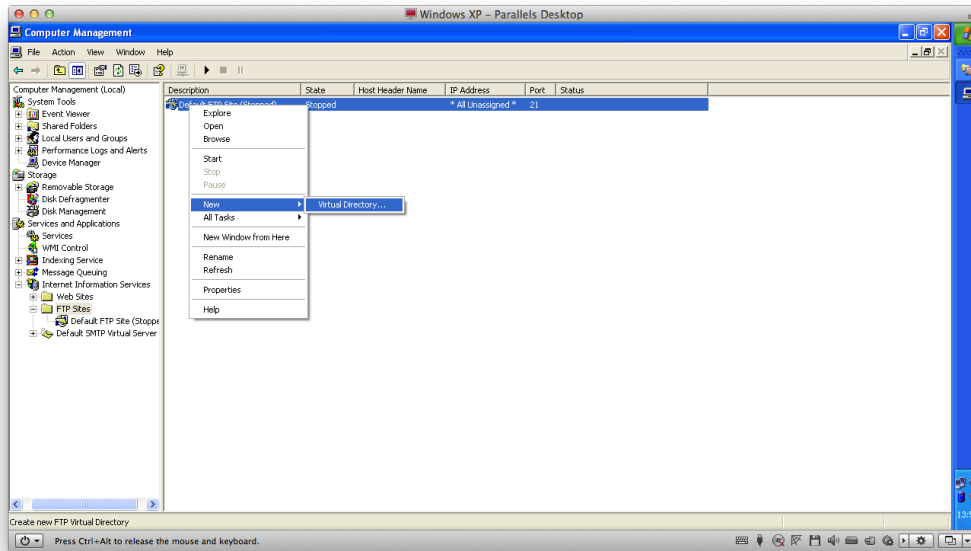 Windows XP - Parallels Desktop
Computer Management
File Action View Window Help
Computer Management (Local)
System Tools
Event Viewer
Shared Folders
Local Users and Groups
Performance Logs and Alerts
Device Manager
Storage
Removable Storage
Disk Defragmenter
Disk Management
Services and Applications
Services
WMI Control
Indexing Service
Message Queuing
Internet Information Services
Web Sites
FTP Sites
Default FTP Site (Stoppe
Default SMTP Virtual Server
Description State Host Header Name IP Address Port Status
Default FTP Site (Stopped) Stopped * All Unassigned * 21
Explore
Open
Browse
Start
Stop
Pause
New
Virtual Directory...
All Tasks
New Window from Here
Rename
Refresh
Properties
Help
Create new FTP Virtual Directory
Press Ctrl+Alt to release the mouse and keyboard.